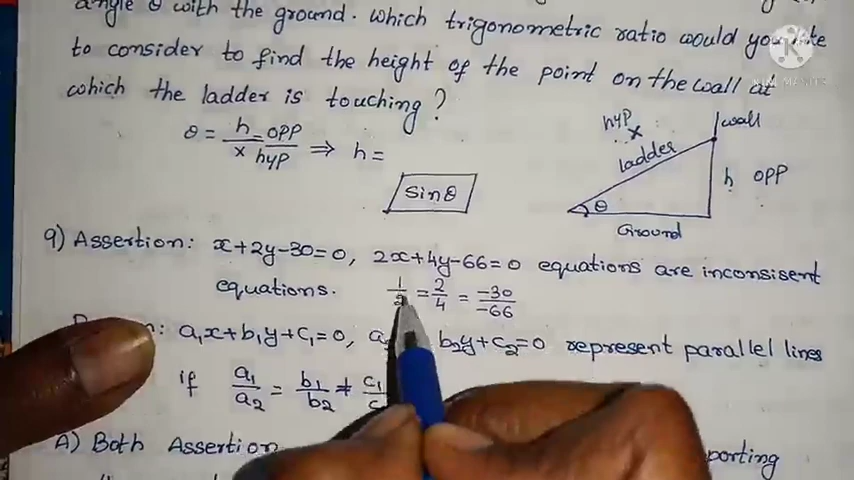 angle θ with the ground. which trigonometric ratio would you like
to consider to find the height of the point on the wall at
which the ladder is touching?
θ = h/x = OPP/hyp ⇒ h =
sinθ
hyp
x
ladder
wall
h OPP
θ
Ground
9) Assertion: x+2y-30=0, 2x+4y-66=0 equations are inconsisent
equations. 1/2 = 2/4 = -30/-66
a₁x+b₁y+c₁=0, b₂y+c₂=0 represent parallel lines
if a₁/a₂ = b₁/b₂ ≠ c₁/c
A) Both Assertion porting
KINEMASTER